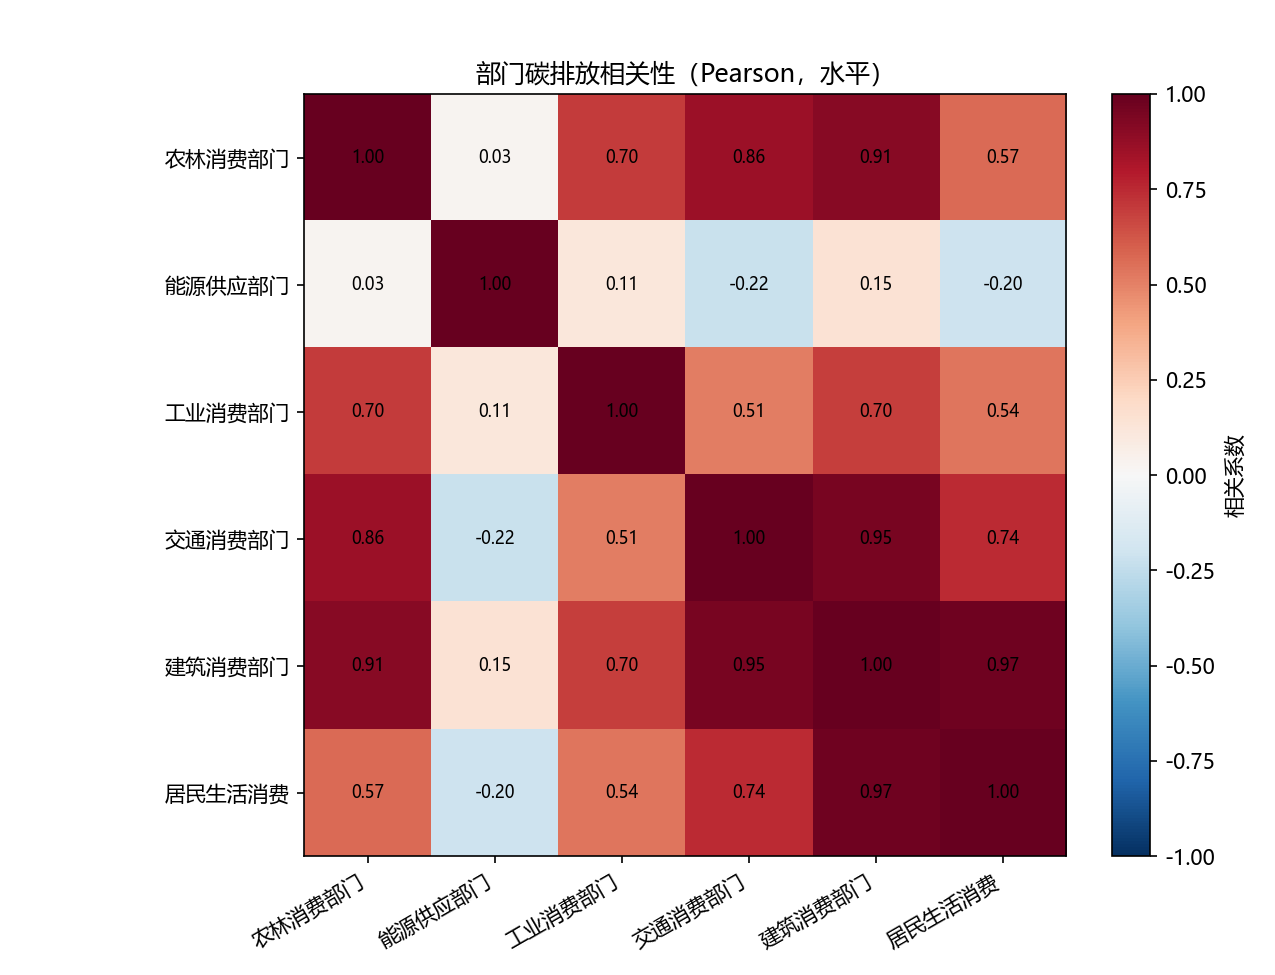 部门碳排放相关性（Pearson，水平）
农林消费部门 1.00 0.03 0.70 0.86 0.91 0.57
能源供应部门 0.03 1.00 0.11 -0.22 0.15 -0.20
工业消费部门 0.70 0.11 1.00 0.51 0.70 0.54
交通消费部门 0.86 -0.22 0.51 1.00 0.95 0.74
建筑消费部门 0.91 0.15 0.70 0.95 1.00 0.97
居民生活消费 0.57 -0.20 0.54 0.74 0.97 1.00
农林消费部门 能源供应部门 工业消费部门 交通消费部门 建筑消费部门 居民生活消费
1.00
0.75
0.50
0.25
0.00
-0.25
-0.50
-0.75
-1.00
相关系数